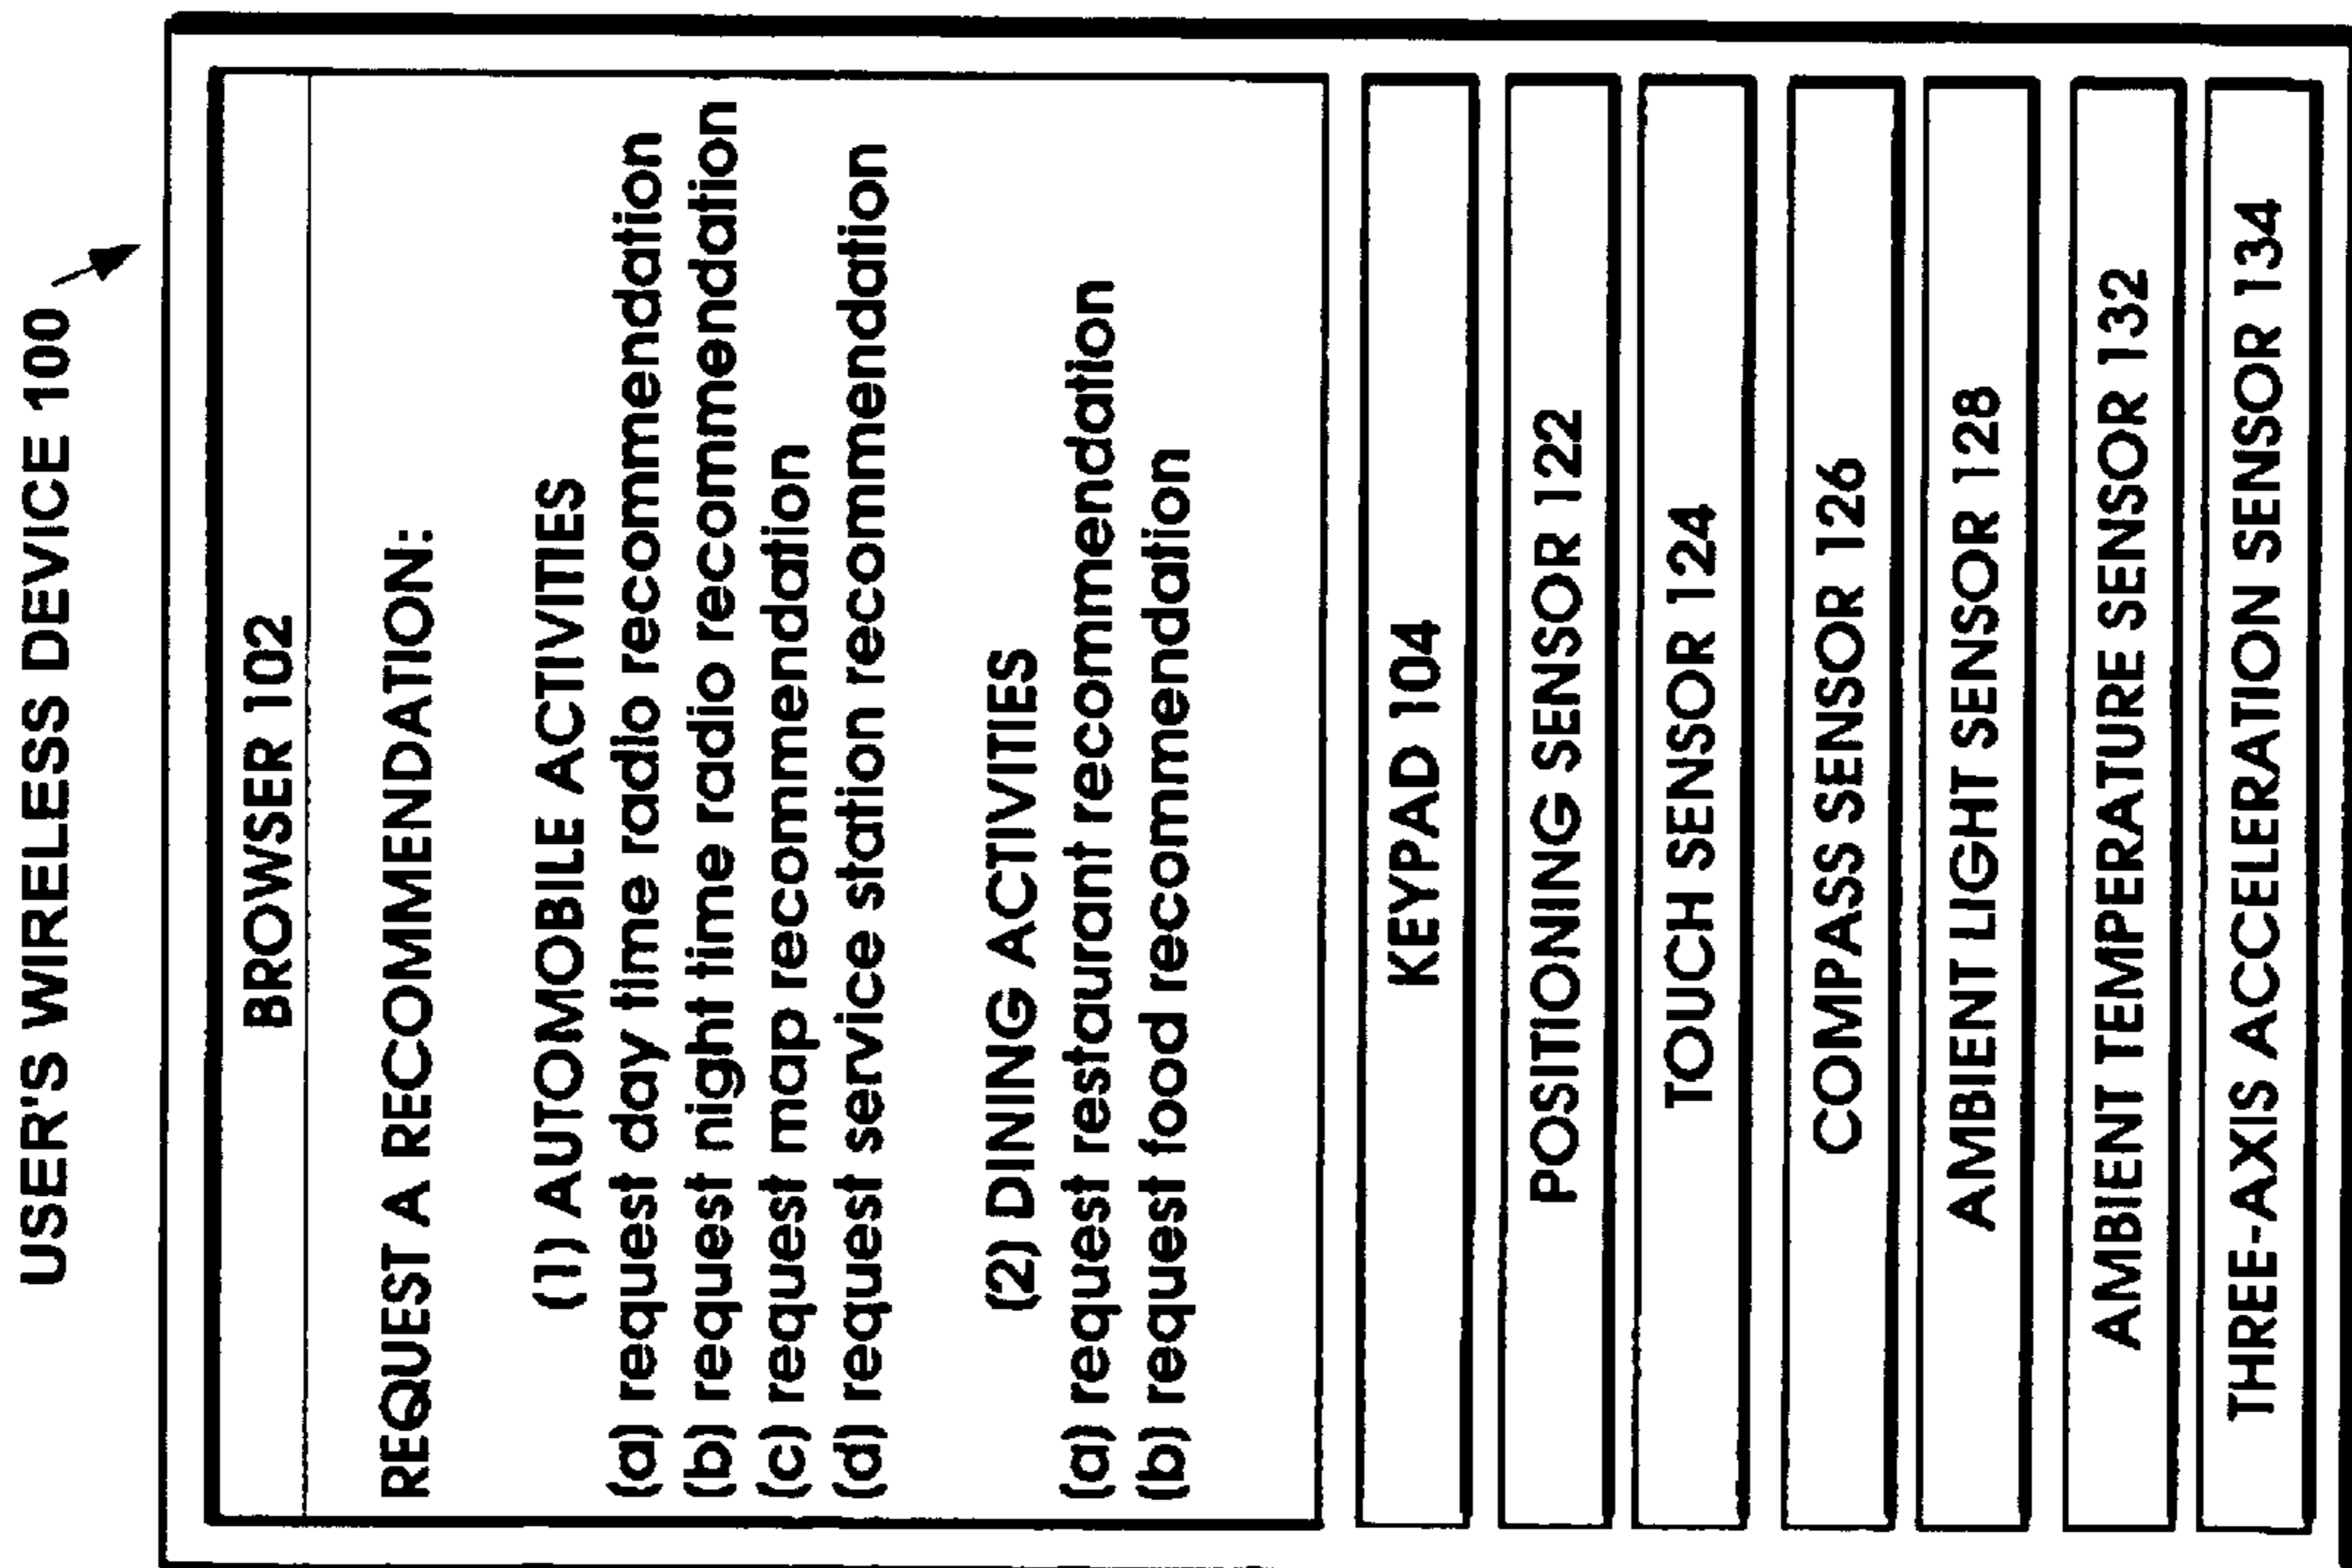 USER'S WIRELESS DEVICE 100
BROWSER 102
REQUEST A RECOMMENDATION:
(1) AUTOMOBILE ACTIVITIES
(a) request day time radio recommendation
(b) request night time radio recommendation
(c) request map recommendation
(d) request service station recommendation
(2) DINING ACTIVITIES
(a) request restaurant recommendation
(b) request food recommendation
KEYPAD 104
POSITIONING SENSOR 122
TOUCH SENSOR 124
COMPASS SENSOR 126
AMBIENT LIGHT SENSOR 128
AMBIENT TEMPERATURE SENSOR 132
THREE-AXIS ACCELERATION SENSOR 134